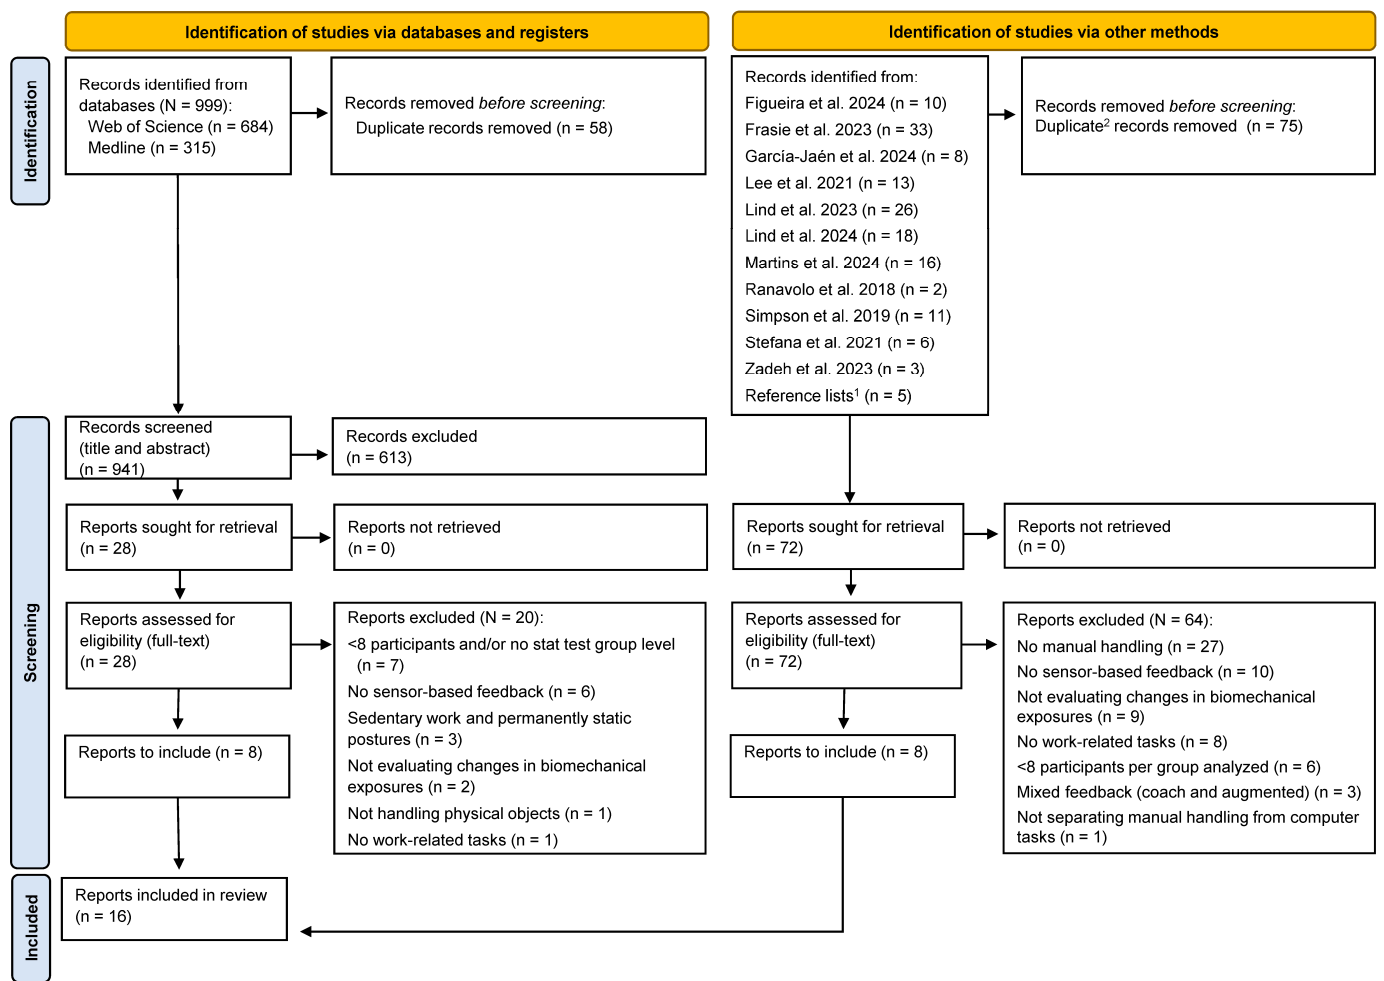 Identification of studies via databases and registers
Identification of studies via other methods
Identification
Records identified from
databases (N = 999):
Web of Science (n = 684)
Medline (n = 315)
Records removed before screening:
Duplicate records removed (n = 58)
Records identified from:
Figueira et al. 2024 (n = 10)
Frasie et al. 2023 (n = 33)
García-Jaén et al. 2024 (n = 8)
Lee et al. 2021 (n = 13)
Lind et al. 2023 (n = 26)
Lind et al. 2024 (n = 18)
Martins et al. 2024 (n = 16)
Ranavolo et al. 2018 (n = 2)
Simpson et al. 2019 (n = 11)
Stefana et al. 2021 (n = 6)
Zadeh et al. 2023 (n = 3)
Reference lists¹ (n = 5)
Records removed before screening:
Duplicate² records removed (n = 75)
Screening
Records screened
(title and abstract)
(n = 941)
Records excluded
(n = 613)
Reports sought for retrieval
(n = 28)
Reports not retrieved
(n = 0)
Reports sought for retrieval
(n = 72)
Reports not retrieved
(n = 0)
Reports assessed for
eligibility (full-text)
(n = 28)
Reports excluded (N = 20):
<8 participants and/or no stat test group level
(n = 7)
No sensor-based feedback (n = 6)
Sedentary work and permanently static
postures (n = 3)
Not evaluating changes in biomechanical
exposures (n = 2)
Not handling physical objects (n = 1)
No work-related tasks (n = 1)
Reports assessed for
eligibility (full-text)
(n = 72)
Reports excluded (N = 64):
No manual handling (n = 27)
No sensor-based feedback (n = 10)
Not evaluating changes in biomechanical
exposures (n = 9)
No work-related tasks (n = 8)
<8 participants per group analyzed (n = 6)
Mixed feedback (coach and augmented) (n = 3)
Not separating manual handling from computer
tasks (n = 1)
Reports to include (n = 8)
Reports to include (n = 8)
Included
Reports included in review
(n = 16)